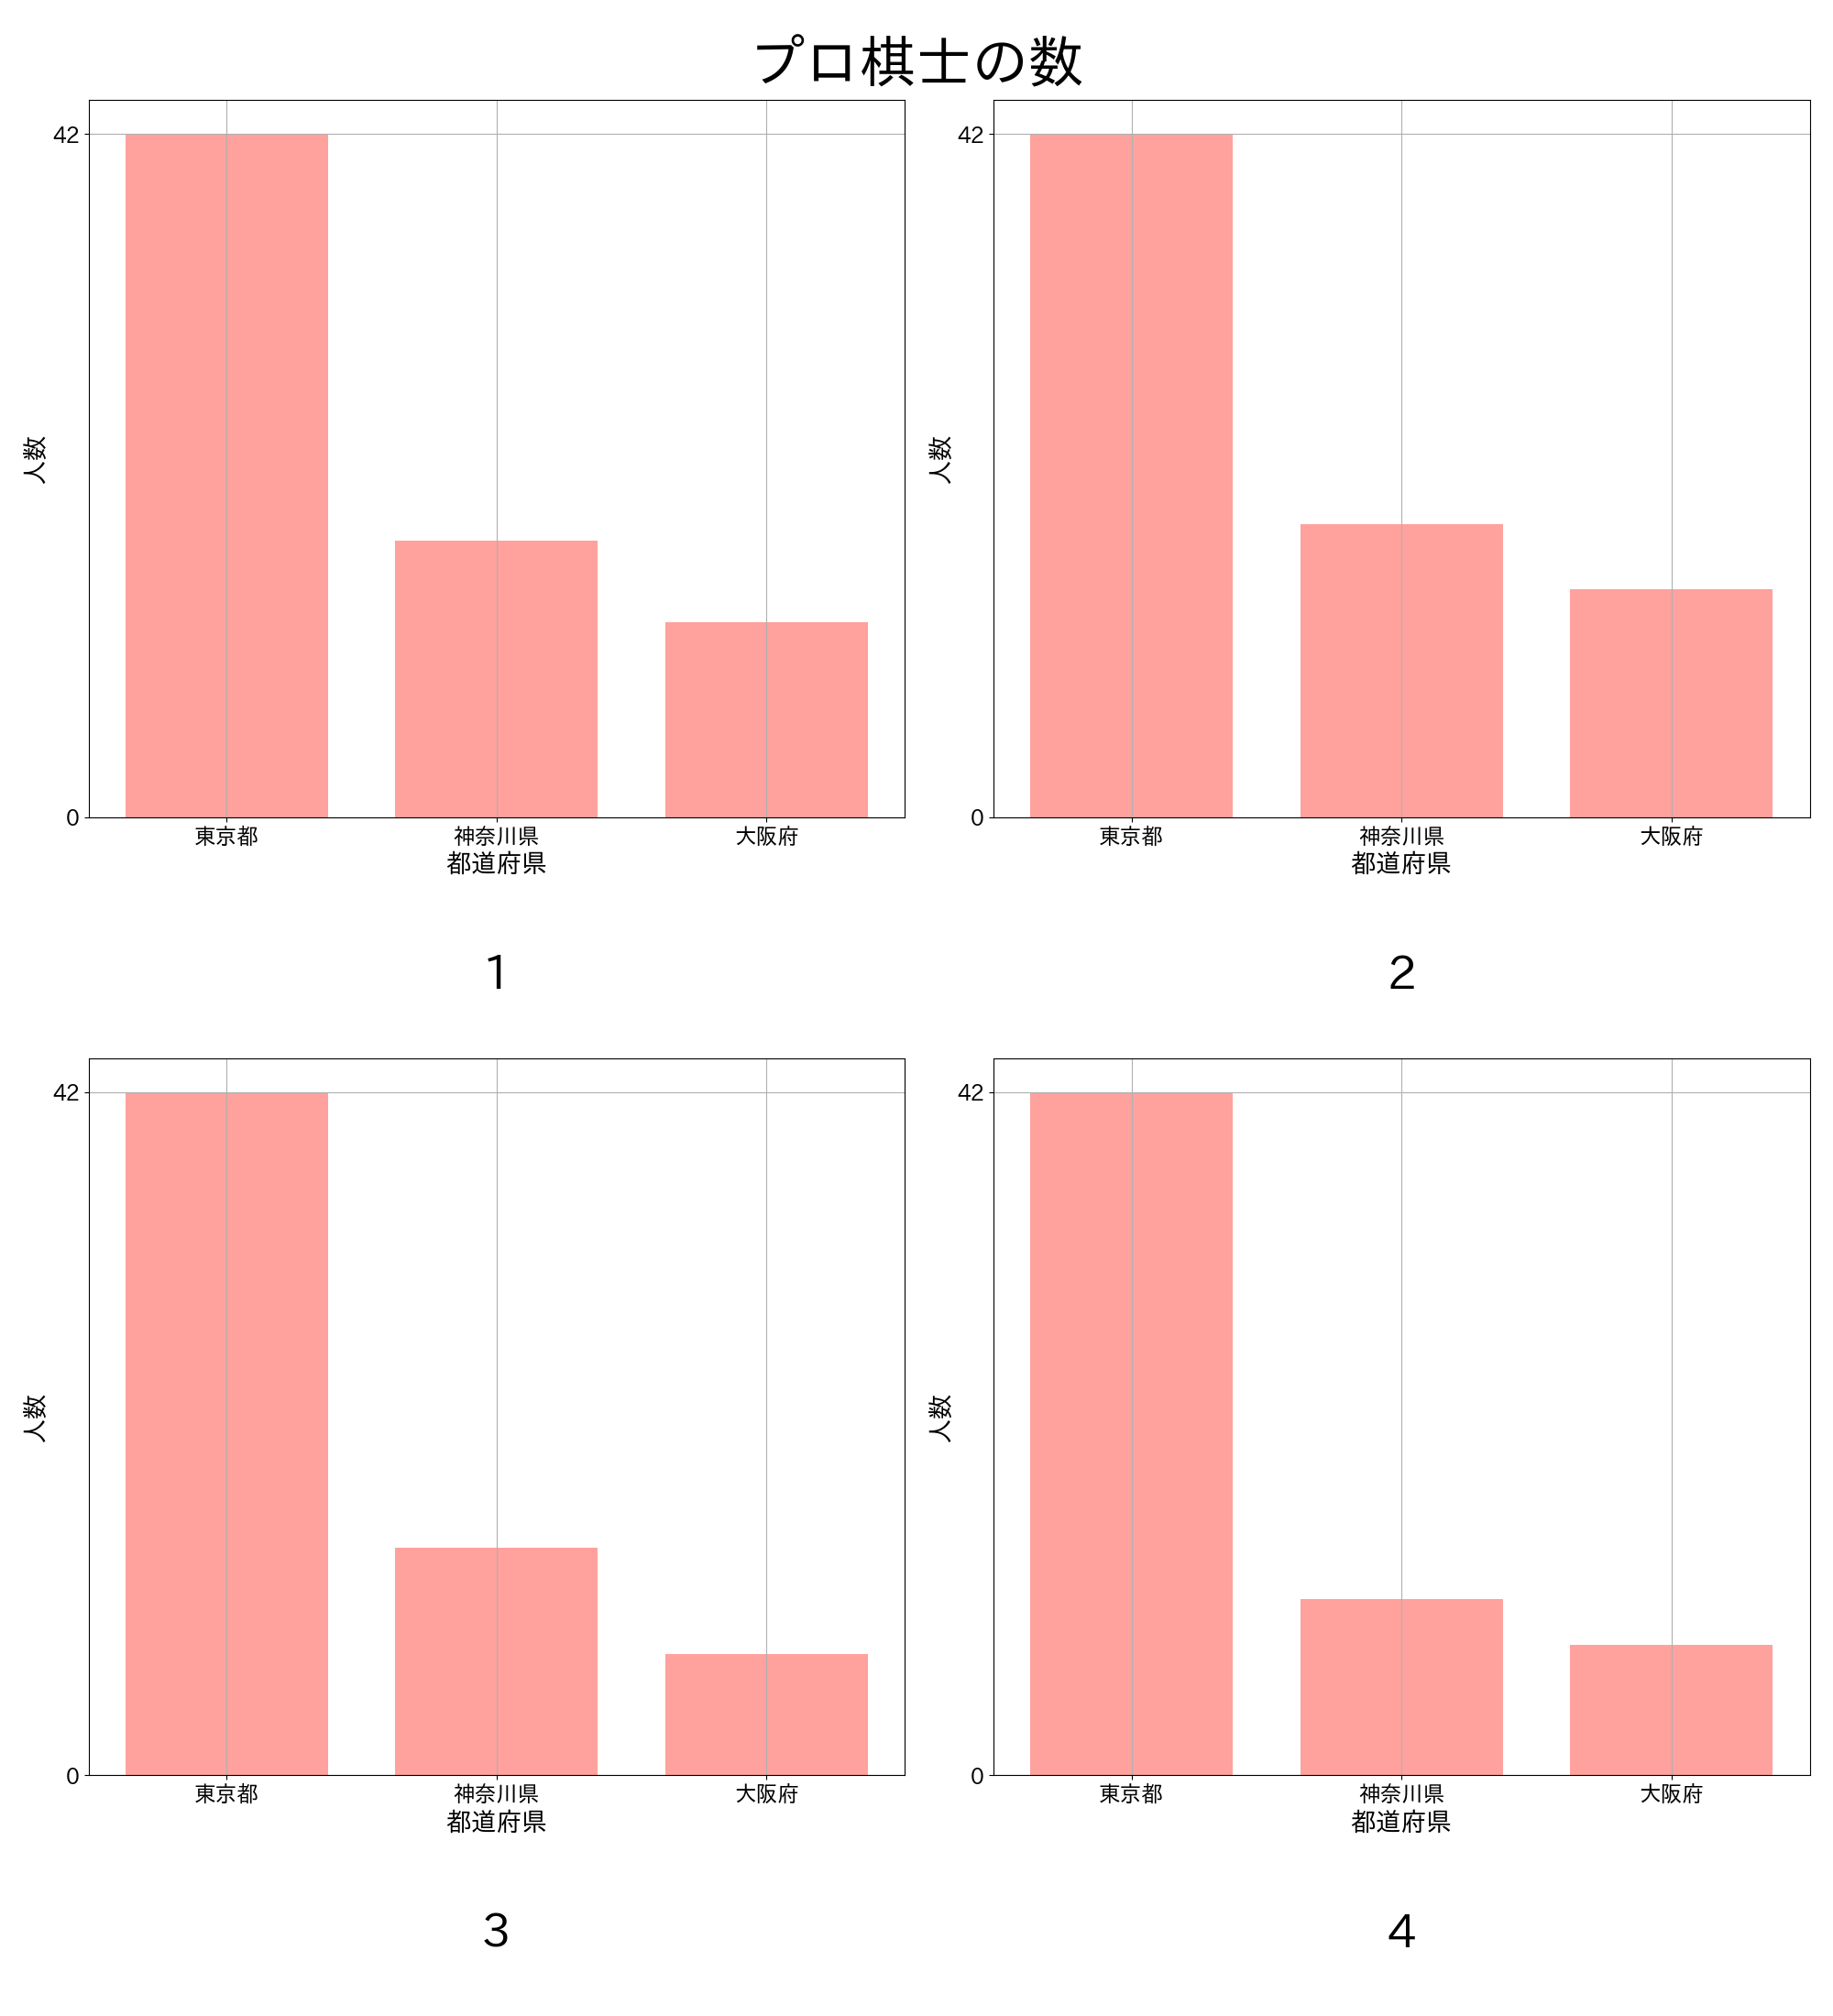 プロ棋士の数
42
0
人数
東京都 神奈川県 大阪府
都道府県
1
42
0
人数
東京都 神奈川県 大阪府
都道府県
2
42
0
人数
東京都 神奈川県 大阪府
都道府県
3
42
0
人数
東京都 神奈川県 大阪府
都道府県
4